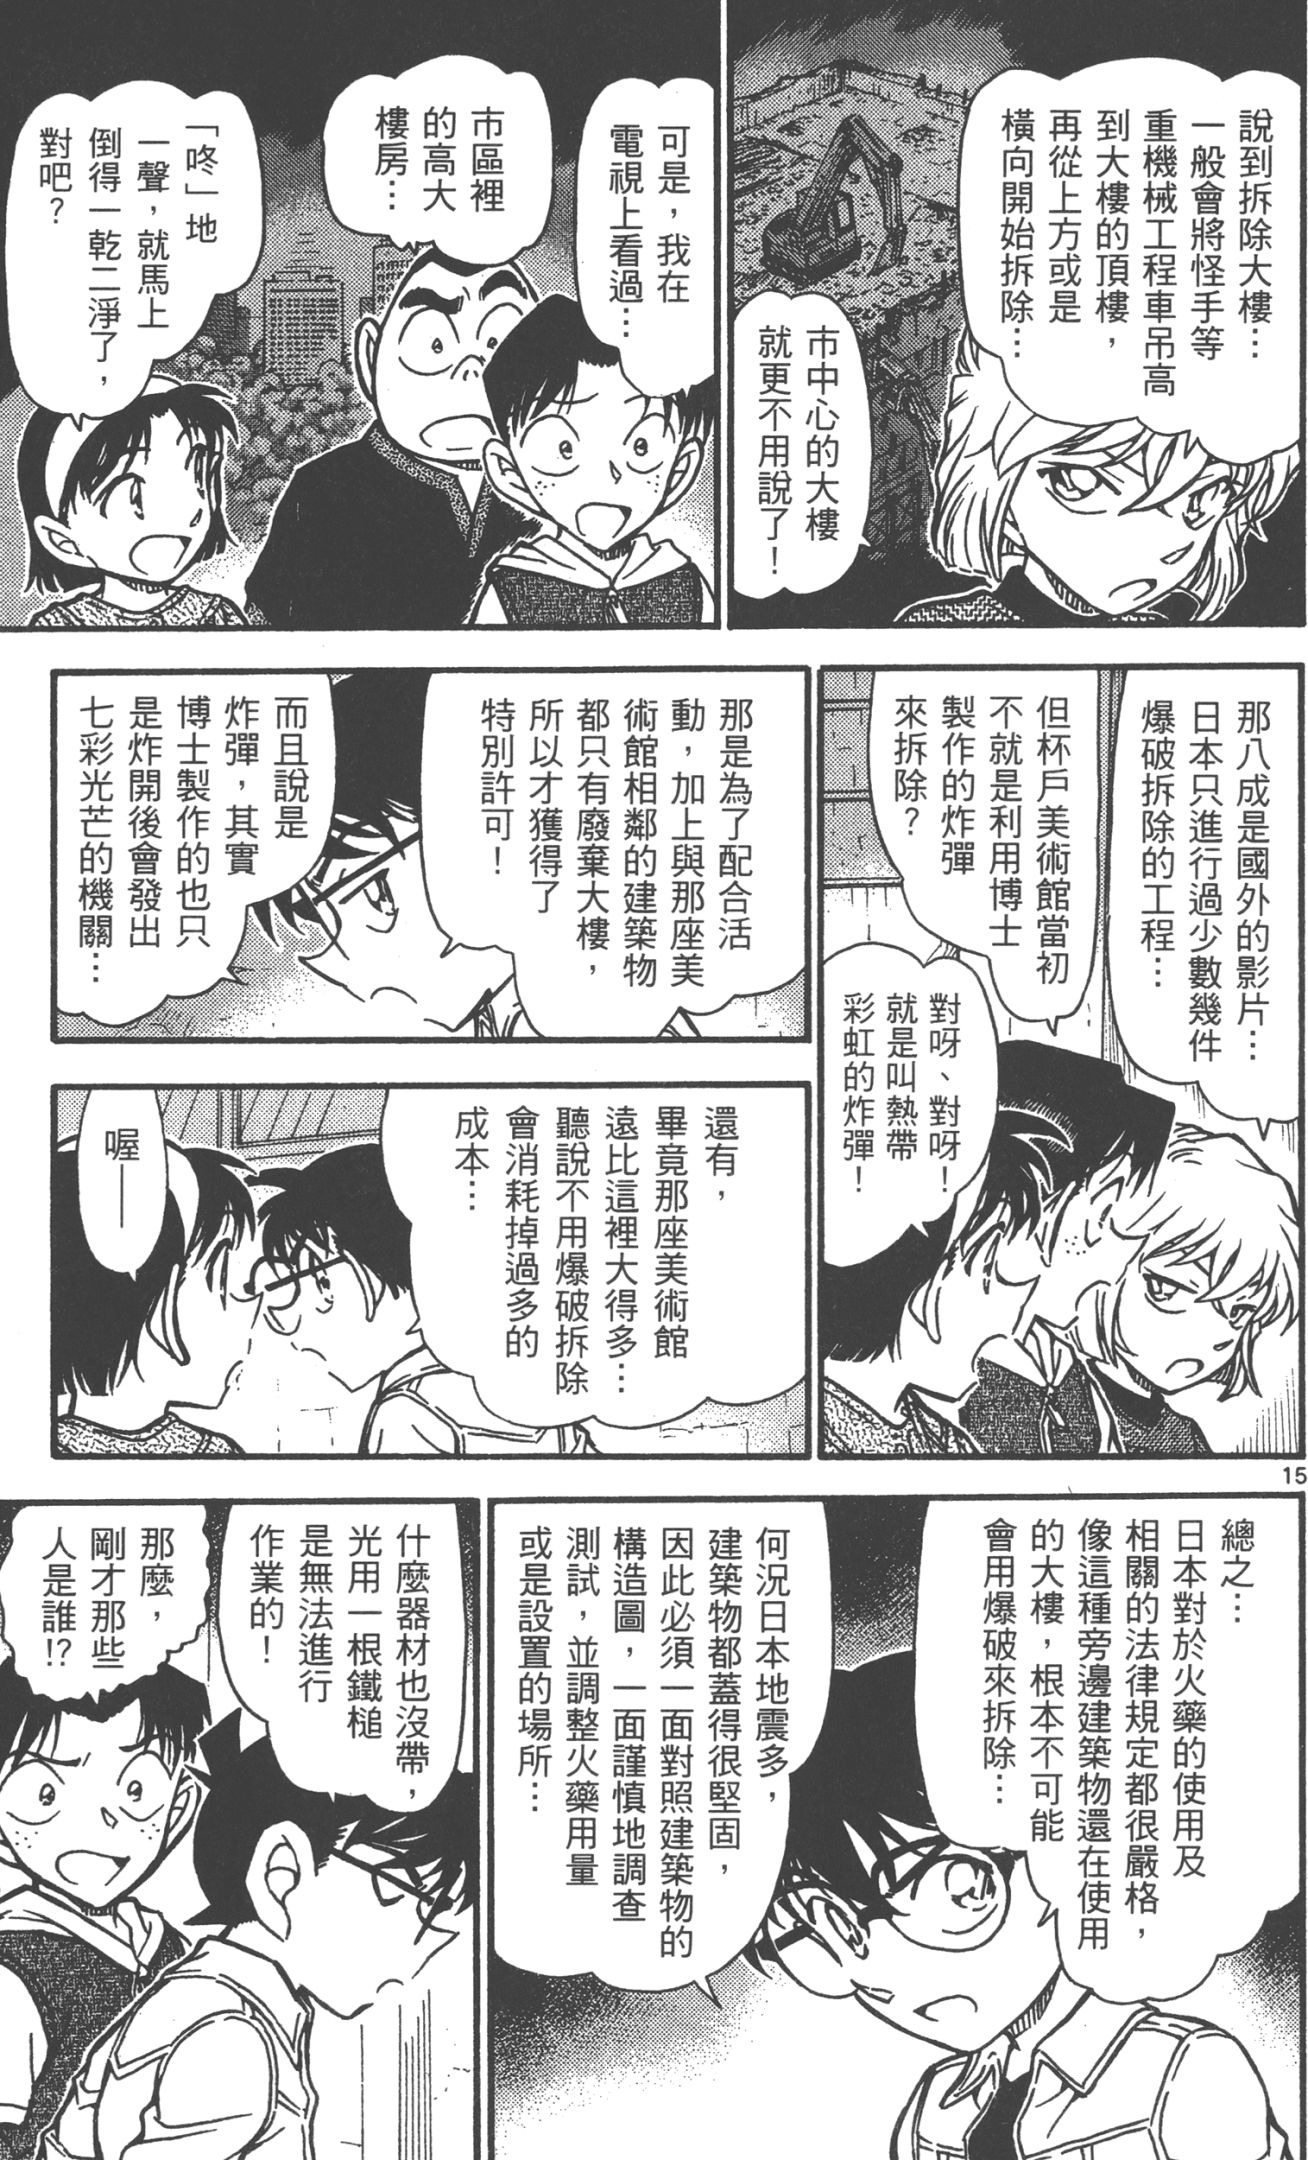 說到拆除大樓…
一般會將怪手等
重機械工程車吊高
到大樓的頂樓，
再從上方或是
橫向開始拆除…
市中心的大樓
就更不用說了！
可是，我在
電視上看過…
市區裡
的高大
樓房…
「咚」地
一聲，就馬上
倒得一乾二淨了，
對吧？
那八成是國外的影片…
日本只進行過少數幾件
爆破拆除的工程…
但杯戶美術館當初
不就是利用博士
製作的炸彈
來拆除？
對呀、對呀！
就是叫熱帶
彩虹的炸彈！
那是為了配合活
動，加上與那座美
術館相鄰的建築物
都只有廢棄大樓，
所以才獲得了
特別許可！
而且說是
炸彈，其實
博士製作的也只
是炸開後會發出
七彩光芒的機關…
還有，
畢竟那座美術館
遠比這裡大得多…
聽說不用爆破拆除
會消耗掉過多的
成本…
喔——
15
總之…
日本對於火藥的使用及
相關的法律規定都很嚴格，
像這種旁邊建築物還在使用
的大樓，根本不可能
會用爆破來拆除…
何況日本地震多，
建築物都蓋得很堅固，
因此必須一面對照建築物的
構造圖，一面謹慎地調查
測試，並調整火藥用量
或是設置的場所…
什麼器材也沒帶，
光用一根鐵槌
是無法進行
作業的！
那麼，
剛才那些
人是誰!?